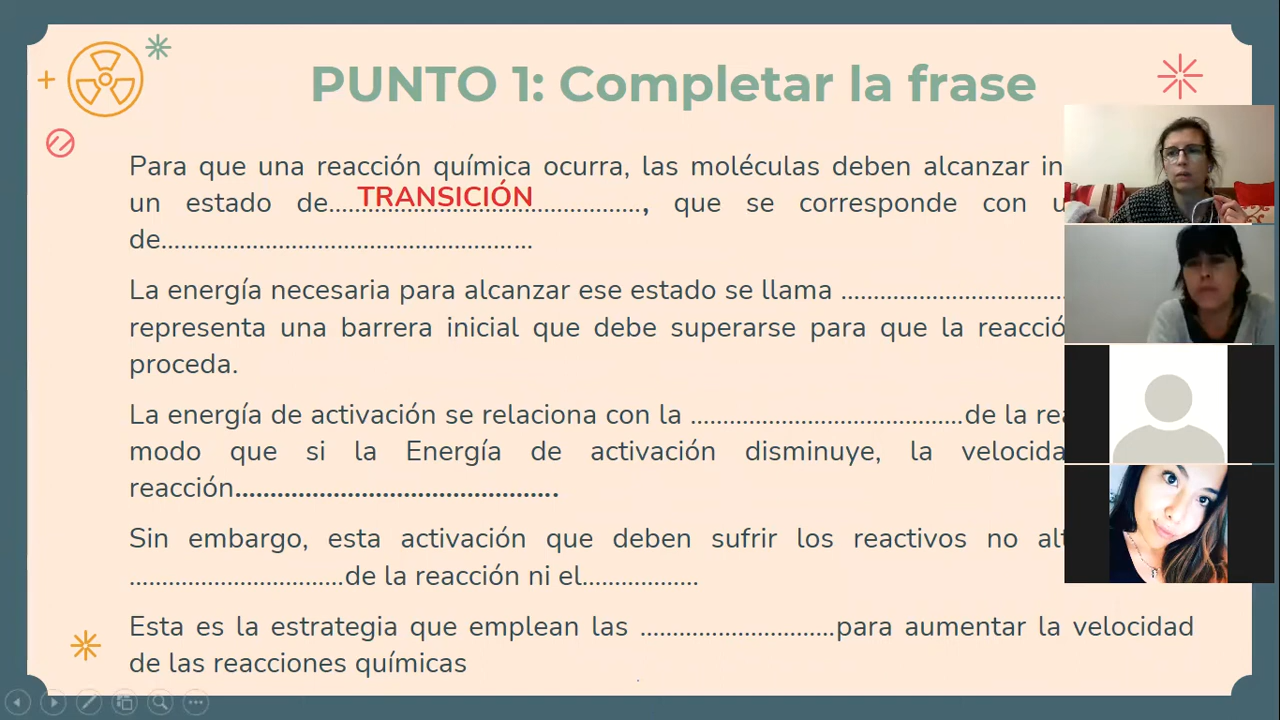 PUNTO 1: Completar la frase
Para que una reacción química ocurra, las moléculas deben alcanzar in
un estado de.....TRANSICIÓN................................................, que se corresponde con u
de.........................................................
La energía necesaria para alcanzar ese estado se llama ...................................
representa una barrera inicial que debe superarse para que la reacció
proceda.
La energía de activación se relaciona con la ..........................................de la rea
modo que si la Energía de activación disminuye, la velocida
reacción..............................................
Sin embargo, esta activación que deben sufrir los reactivos no alt
.................................de la reacción ni el..................
Esta es la estrategia que emplean las ..............................para aumentar la velocidad
de las reacciones químicas